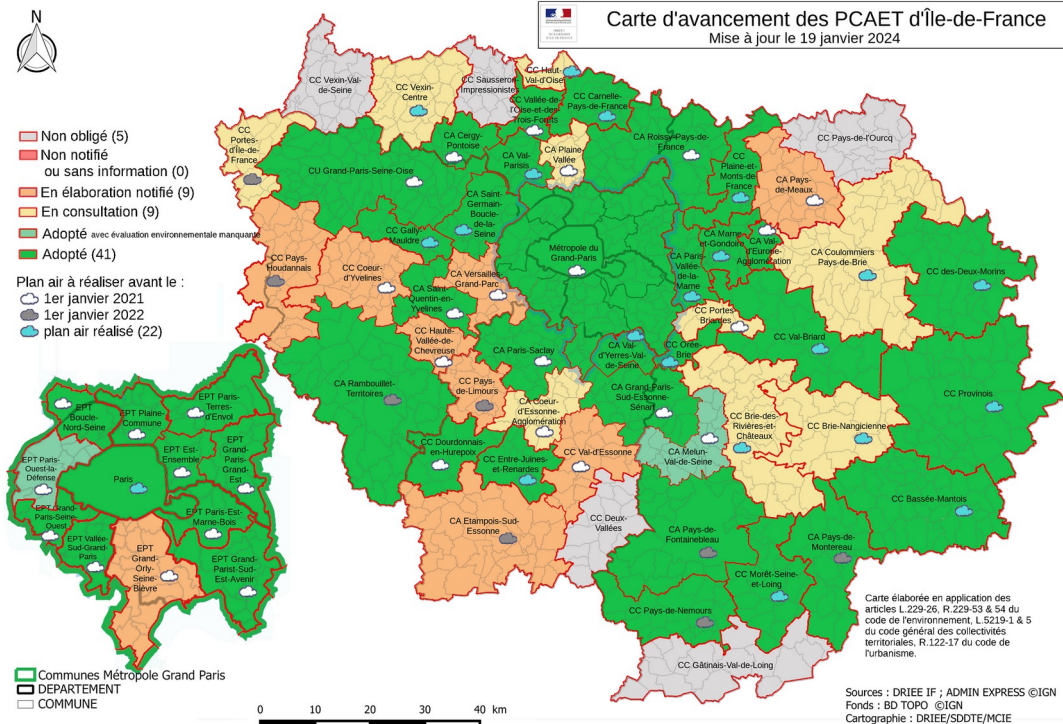 Carte d'avancement des PCAET d'Île-de-France
Mise à jour le 19 janvier 2024
N
Non obligé (5)
Non notifié
ou sans information (0)
En élaboration notifié (9)
En consultation (9)
Adopté avec évaluation environnementale manquante
Adopté (41)
Plan air à réaliser avant le :
1er janvier 2021
1er janvier 2022
plan air réalisé (22)
CC Vexin-Val-
de-Seine
CC Vexin-
Centre
CC Sausseron-
Impressionnistes
CC Haut-
Val-d'Oise
CC Vallée-de-
l'Oise-et-des-
Trois-Forêts
CC Carnelle-
Pays-de-France
CC
Portes-
d'Île-de-
France
CA Cergy-
Pontoise
CU Grand-Paris-Seine-Oise
CA Val-
Parisis
CA Plaine-
Vallée
CA Roissy-Pays-de-
France
CC
Plaine-et-
Monts-de-
France
CC Pays-de-l'Ourcq
CA Pays-
de-Meaux
CA Saint-
Germain-
Boucle-
de-la-
Seine
CC Gally-
Mauldre
CC Pays-
Houdannais
CC Coeur-
d'Yvelines
CA Versailles-
Grand-Parc
CA Saint-
Quentin-en-
Yvelines
Métropole du
Grand-Paris
CA Marne-
et-Gondoire
CA Val-
d'Europe-
Agglomération
CA Paris-
Vallée-
de-la-
Marne
CA Coulommiers
Pays-de-Brie
CC des-Deux-Morins
CC Portes-
Briardes
CC Haute-
Vallée-de-
Chevreuse
CA Paris-Saclay
CA Val-
d'Yerres-Val-
de-Seine
CC Orée-
Brie
CC Val-Briard
CA Rambouillet-
Territoires
CC Pays-
de-Limours
CA Coeur-
d'Essonne-
Agglomération
CA Grand-Paris-
Sud-Essonne-
Sénart
CC Provinois
CC Brie-des-
Rivières-et-
Châteaux
CC Brie-Nangicienne
CC Dourdonnais-
en-Hurepoix
CC Entre-Juines-
et-Renardes
CC Val-d'Essonne
CA Melun-
Val-de-Seine
CC Bassée-Mantois
CA Etampois-Sud-
Essonne
CC Deux-
Vallées
CA Pays-de-
Fontainebleau
CA Pays-de-
Montereau
CC Morêt-Seine-
et-Loing
CC Pays-de-Nemours
CC Gâtinais-Val-de-Loing
EPT
Boucle-
Nord-Seine
EPT Plaine-
Commune
EPT Paris-
Terres-
d'Envol
EPT Paris-
Ouest-la-
Défense
Paris
EPT Est-
Ensemble
EPT
Grand-
Paris-
Grand-
Est
EPT Grand-
Paris-Seine-
Ouest
EPT Paris-Est-
Marne-Bois
EPT Vallée-
Sud-Grand-
Paris
EPT
Grand-
Orly-
Seine-
Bièvre
EPT Grand-
Parist-Sud-
Est-Avenir
Carte élaborée en application des
articles L.229-26, R.229-53 & 54 du
code de l'environnement, L.5219-1 & 5
du code général des collectivités
territoriales, R.122-17 du code de
l'urbanisme.
Communes Métropole Grand Paris
DEPARTEMENT
COMMUNE
0 10 20 30 40 km
Sources : DRIEE IF ; ADMIN EXPRESS ©IGN
Fonds : BD TOPO ©IGN
Cartographie : DRIEE/SDDTE/MCIE